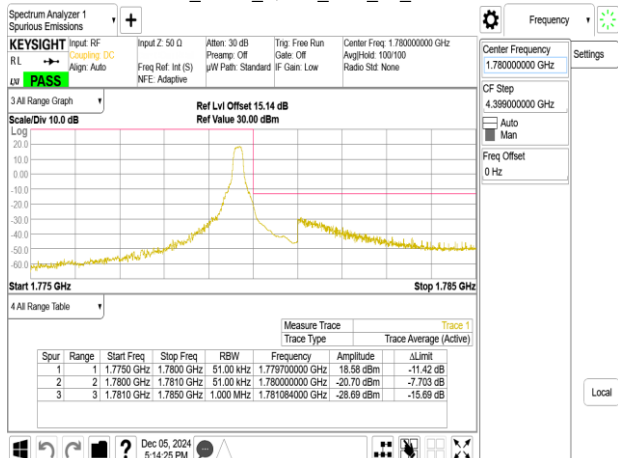 Spectrum Analyzer 1
Spurious Emissions
Frequency
KEYSIGHT Input: RF Input Z: 50 Ω Atten: 30 dB Trig: Free Run Center Freq: 1.780000000 GHz
RL Coupling: DC Preamp: Off Gate: Off Avg|Hold: 100/100
Align: Auto Freq Ref: Int (S) µW Path: Standard IF Gain: Low Radio Std: None
LXI PASS NFE: Adaptive
Center Frequency
1.780000000 GHz
Settings
CF Step
4.399000000 GHz
Auto
Man
Freq Offset
0 Hz
Local
3 All Range Graph
Ref Lvl Offset 15.14 dB
Scale/Div 10.0 dB Ref Value 30.00 dBm
Log
20.0
10.0
0.00
-10.0
-20.0
-30.0
-40.0
-50.0
-60.0
Start 1.775 GHz Stop 1.785 GHz
4 All Range Table
Measure Trace Trace 1
Trace Type Trace Average (Active)
Spur Range Start Freq Stop Freq RBW Frequency Amplitude ΔLimit
1 1 1.7750 GHz 1.7800 GHz 51.00 kHz 1.779700000 GHz 18.58 dBm -11.42 dB
2 2 1.7800 GHz 1.7810 GHz 51.00 kHz 1.780000000 GHz -20.70 dBm -7.703 dB
3 3 1.7810 GHz 1.7850 GHz 1.000 MHz 1.781084000 GHz -28.69 dBm -15.69 dB
? Dec 05, 2024
5:14:25 PM